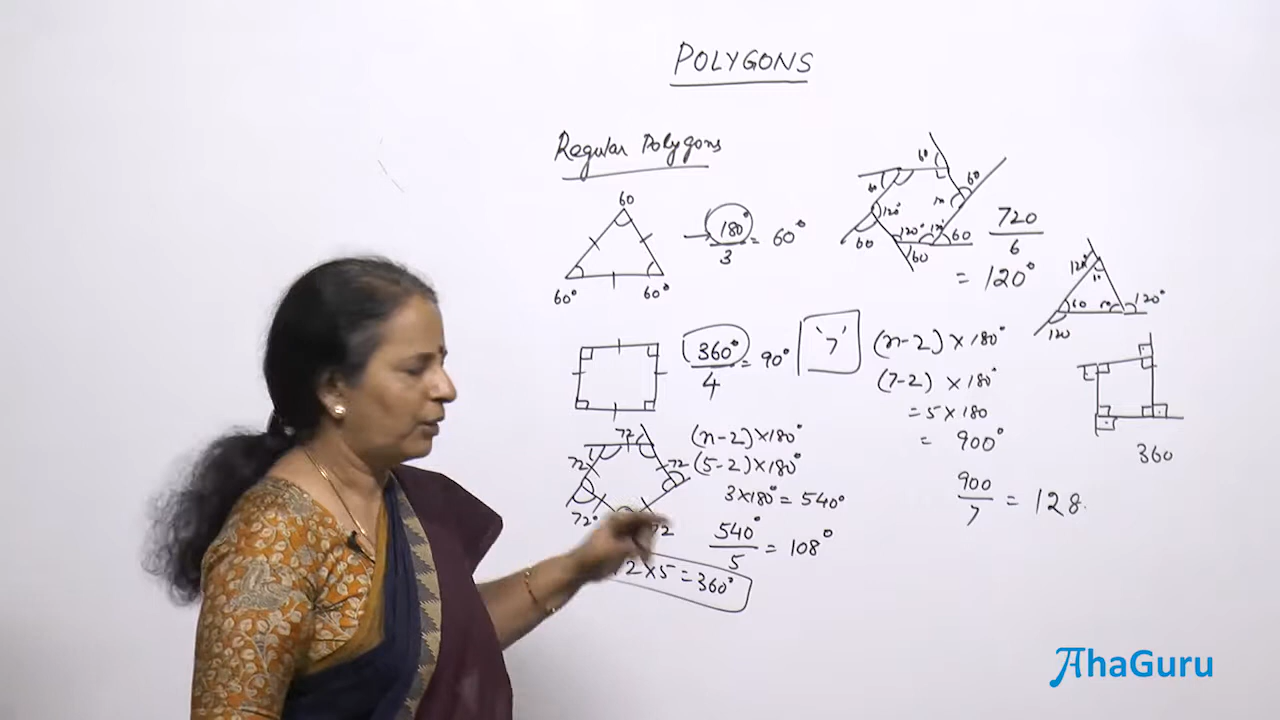 POLYGONS
Regular Polygons
60
60°
60°
180°/3 = 60°
360°/4 = 90°
72
72
72
72°
72
(n-2)×180°
(5-2)×180°
3×180° = 540°
540°/5 = 108°
2×5 = 360°
60
60
60
120°
60
120°
60
60
720/6
= 120°
'7'
(n-2)×180°
(7-2)×180°
= 5×180
= 900°
900/7 = 128.
120°
60
120
120°
360
AhaGuru